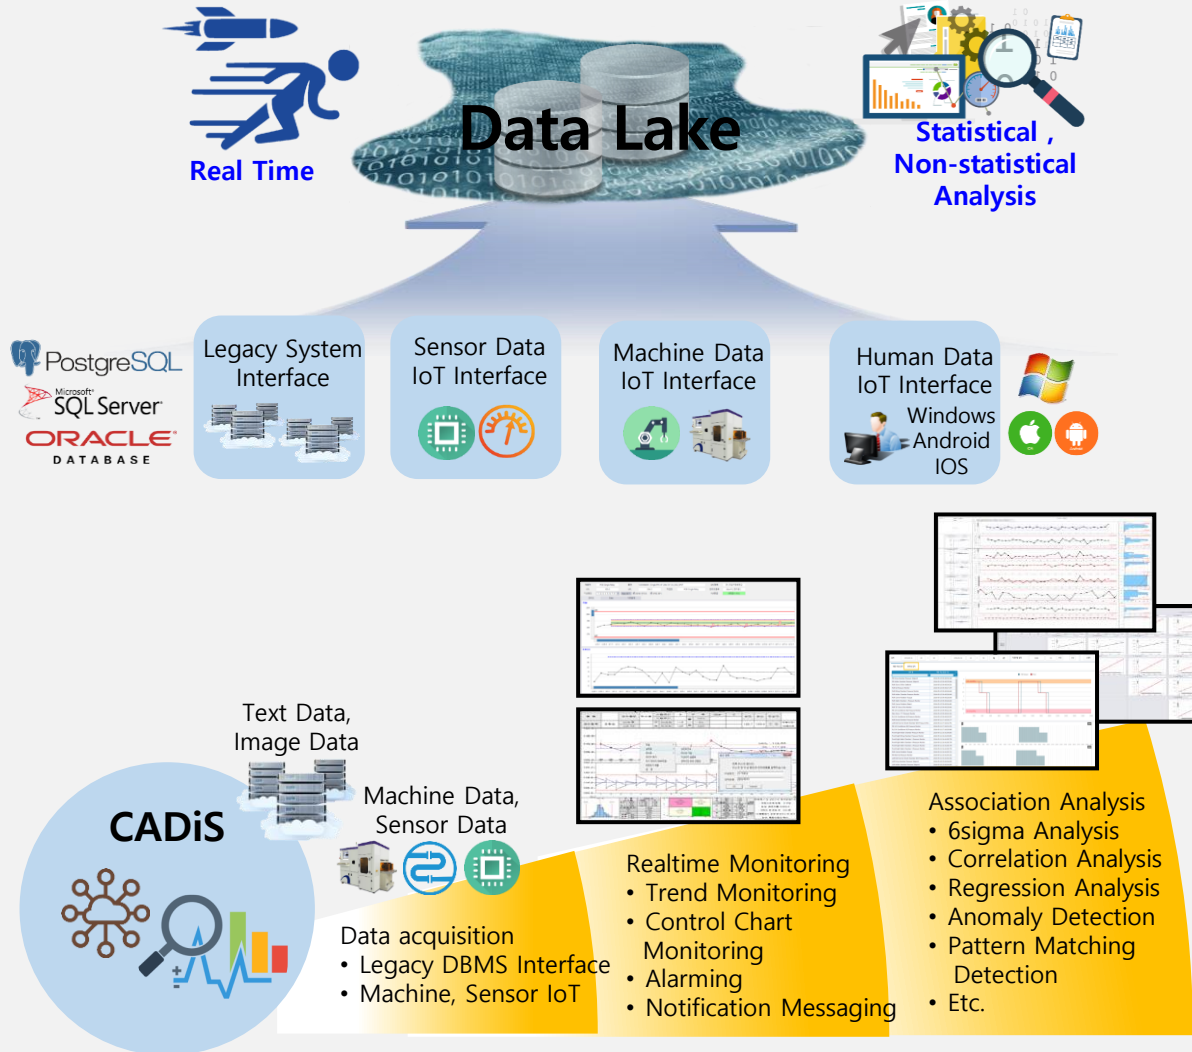 Real Time
Data Lake
Statistical ,
Non-statistical
Analysis
PostgreSQL
Microsoft
SQL Server
ORACLE
DATABASE
Legacy System
Interface
Sensor Data
IoT Interface
Machine Data
IoT Interface
Human Data
IoT Interface
Windows
Android
IOS
Text Data,
Image Data
CADiS
Machine Data,
Sensor Data
Data acquisition
• Legacy DBMS Interface
• Machine, Sensor IoT
Realtime Monitoring
• Trend Monitoring
• Control Chart
Monitoring
• Alarming
• Notification Messaging
Association Analysis
• 6sigma Analysis
• Correlation Analysis
• Regression Analysis
• Anomaly Detection
• Pattern Matching
Detection
• Etc.